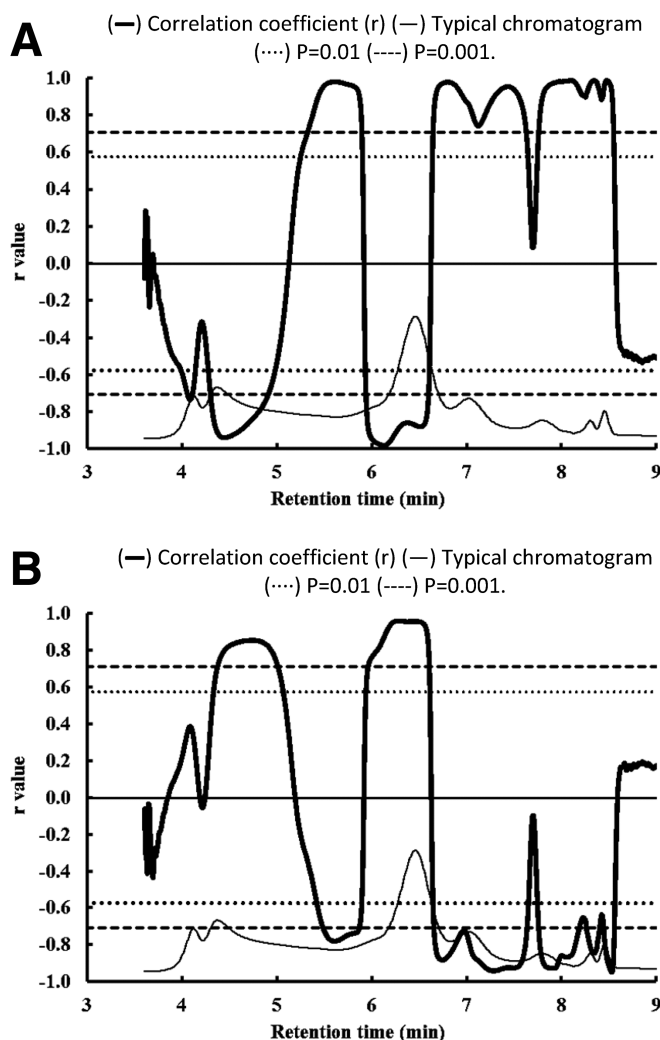 A
(—) Correlation coefficient (r) (—) Typical chromatogram
(····) P=0.01 (----) P=0.001.
1.0
0.8
0.6
0.4
0.2
0.0
-0.2
-0.4
-0.6
-0.8
-1.0
r value
3 4 5 6 7 8 9
Retention time (min)
B
(—) Correlation coefficient (r) (—) Typical chromatogram
(····) P=0.01 (----) P=0.001.
1.0
0.8
0.6
0.4
0.2
0.0
-0.2
-0.4
-0.6
-0.8
-1.0
r value
3 4 5 6 7 8 9
Retention time (min)